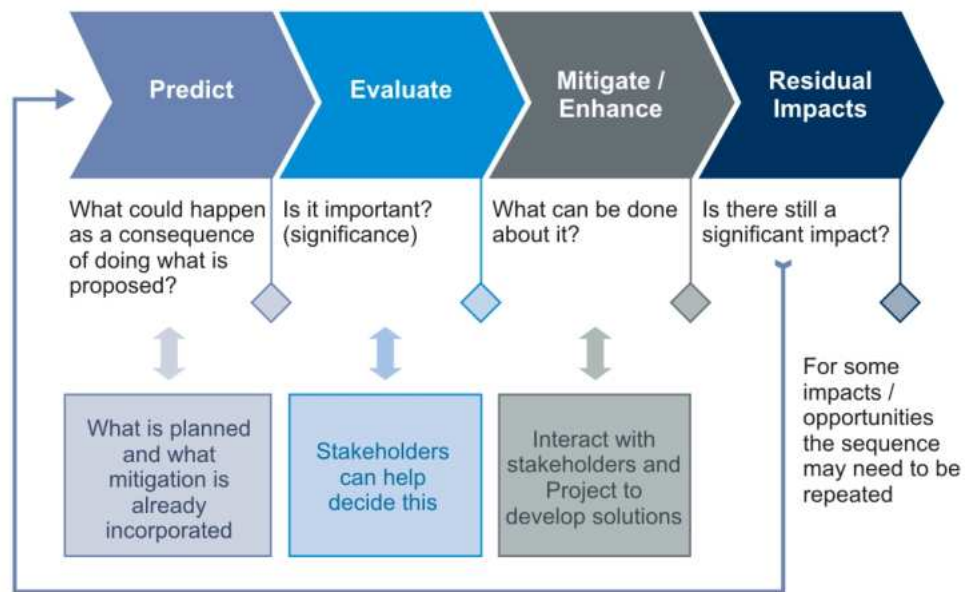 Predict
Evaluate
Mitigate /
Enhance
Residual
Impacts
What could happen
as a consequence
of doing what is
proposed?
Is it important?
(significance)
What can be done
about it?
Is there still a
significant impact?
What is planned
and what
mitigation is
already
incorporated
Stakeholders
can help
decide this
Interact with
stakeholders and
Project to
develop solutions
For some
impacts /
opportunities
the sequence
may need to be
repeated